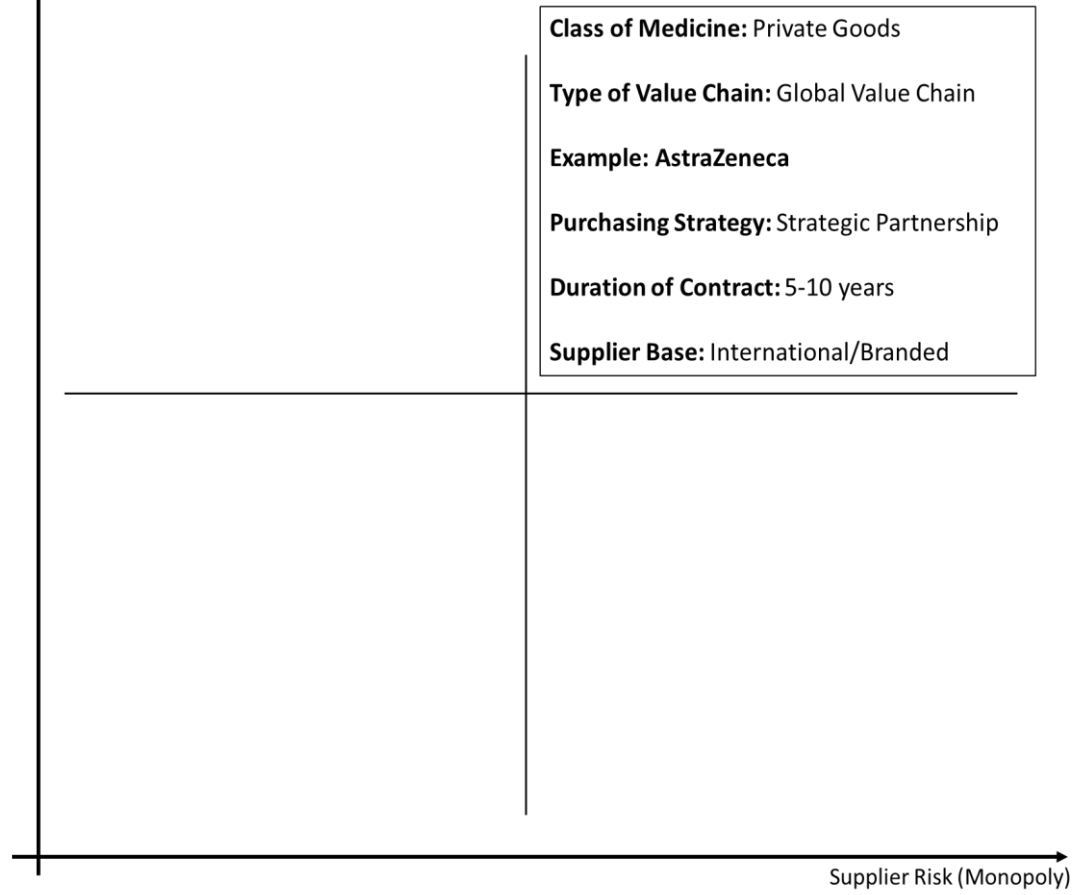 Class of Medicine: Private Goods
Type of Value Chain: Global Value Chain
Example: AstraZeneca
Purchasing Strategy: Strategic Partnership
Duration of Contract: 5-10 years
Supplier Base: International/Branded
Supplier Risk (Monopoly)